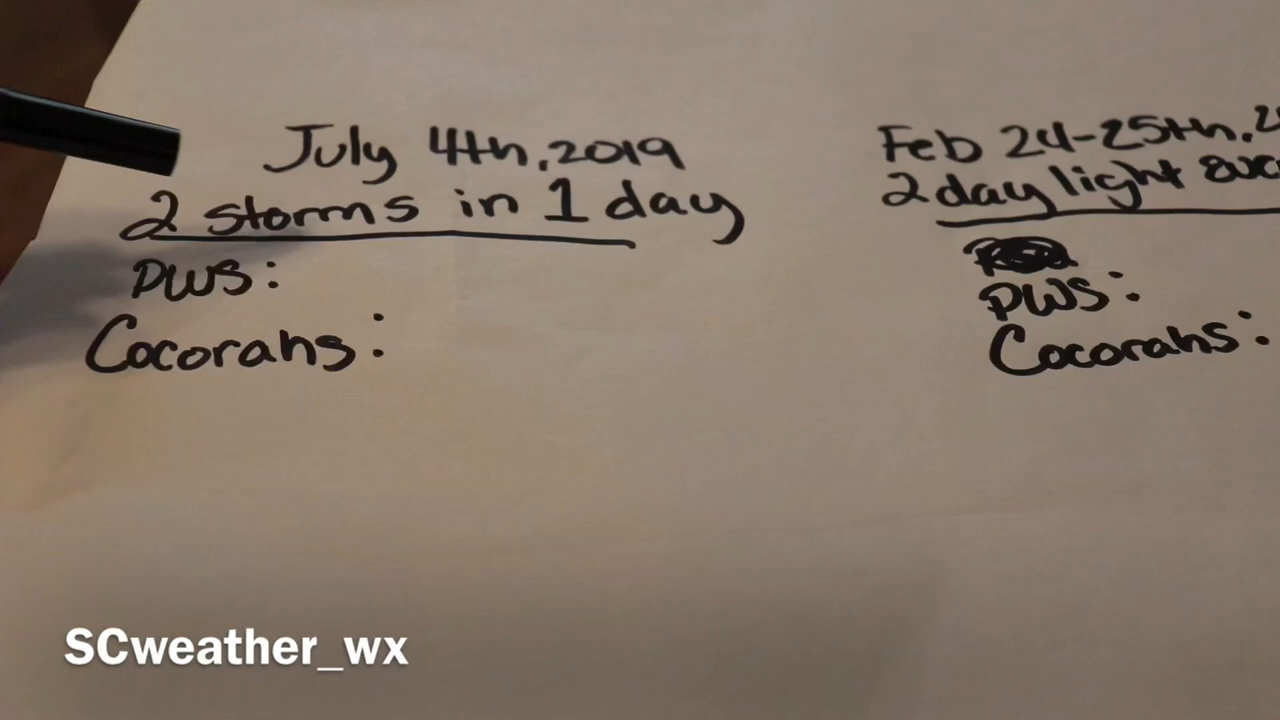 July 4th, 2019
2 storms in 1 day
PWS:
Cocorahs:
Feb 24-25th,
2 day light
PWS:
Cocorahs:
SCweather_wx